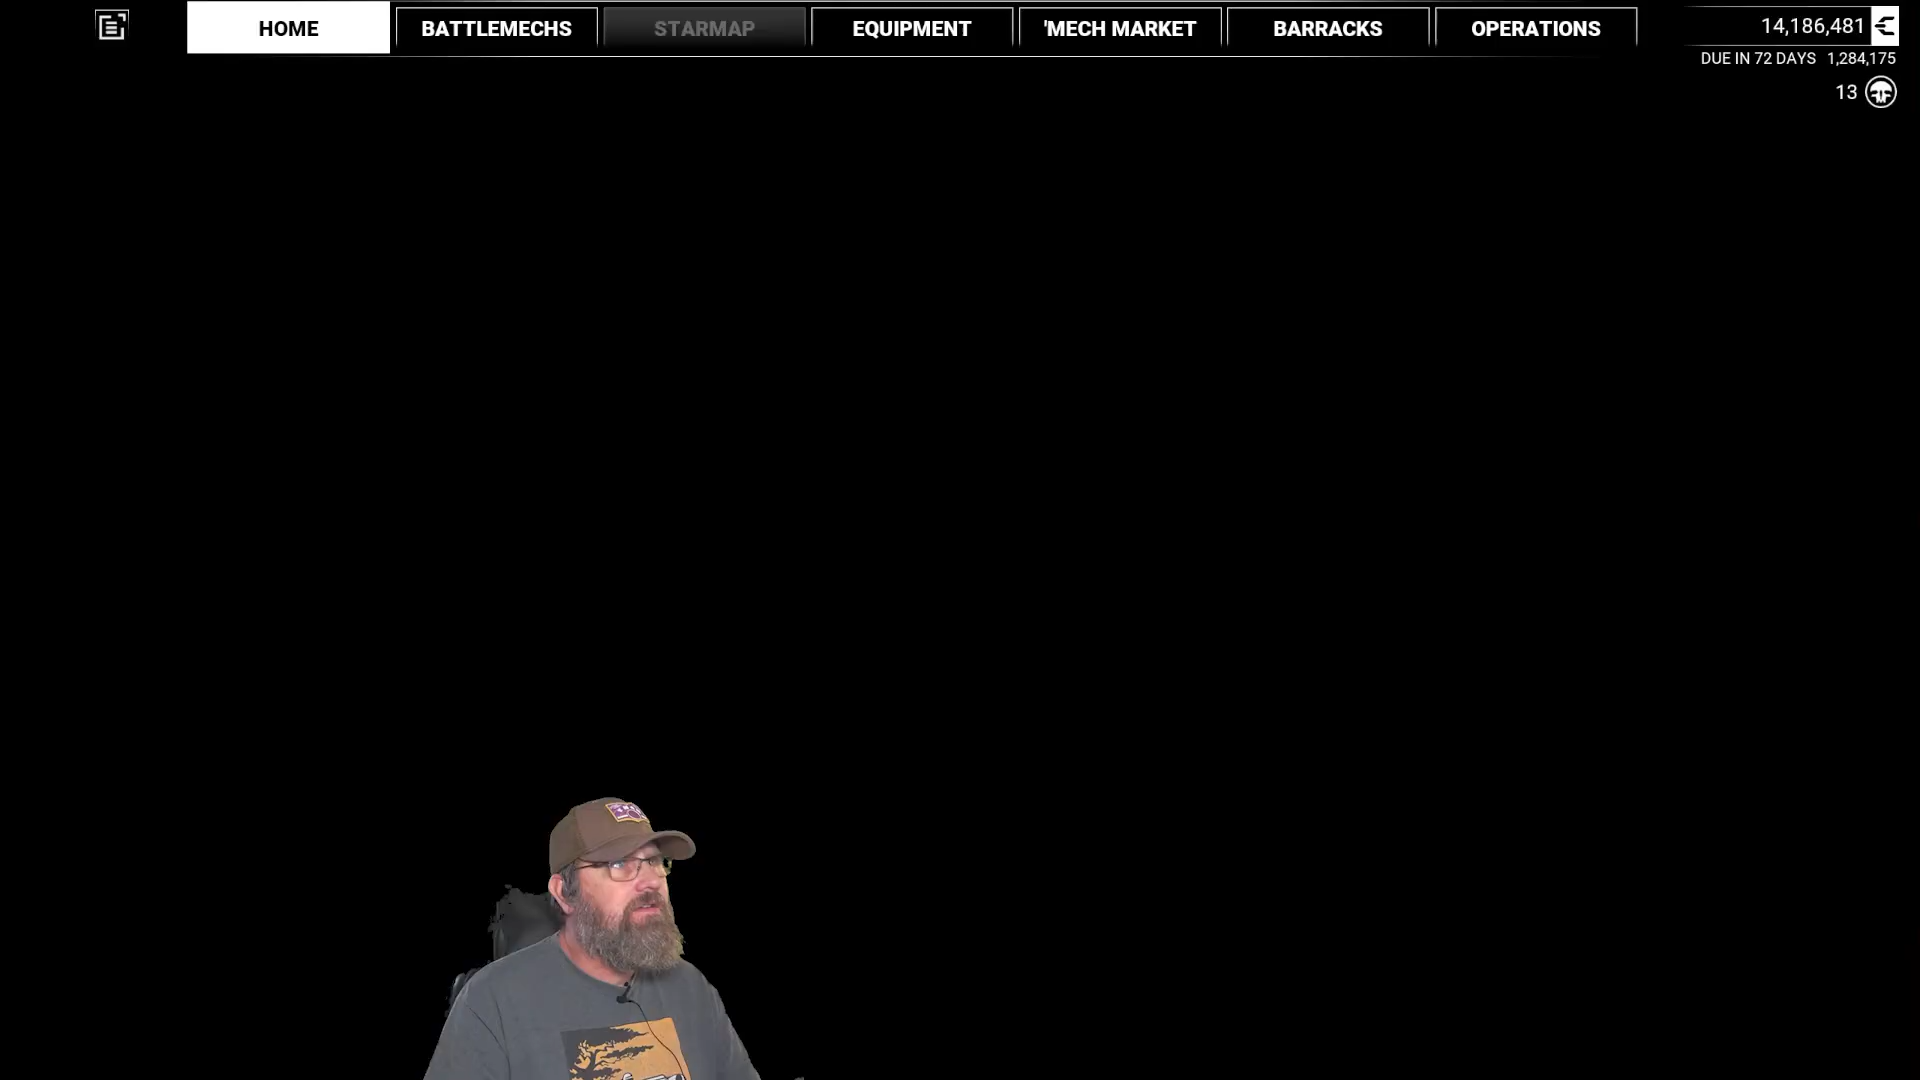 HOME
BATTLEMECHS
STARMAP
EQUIPMENT
'MECH MARKET
BARRACKS
OPERATIONS
14,186,481
DUE IN 72 DAYS 1,284,175
13